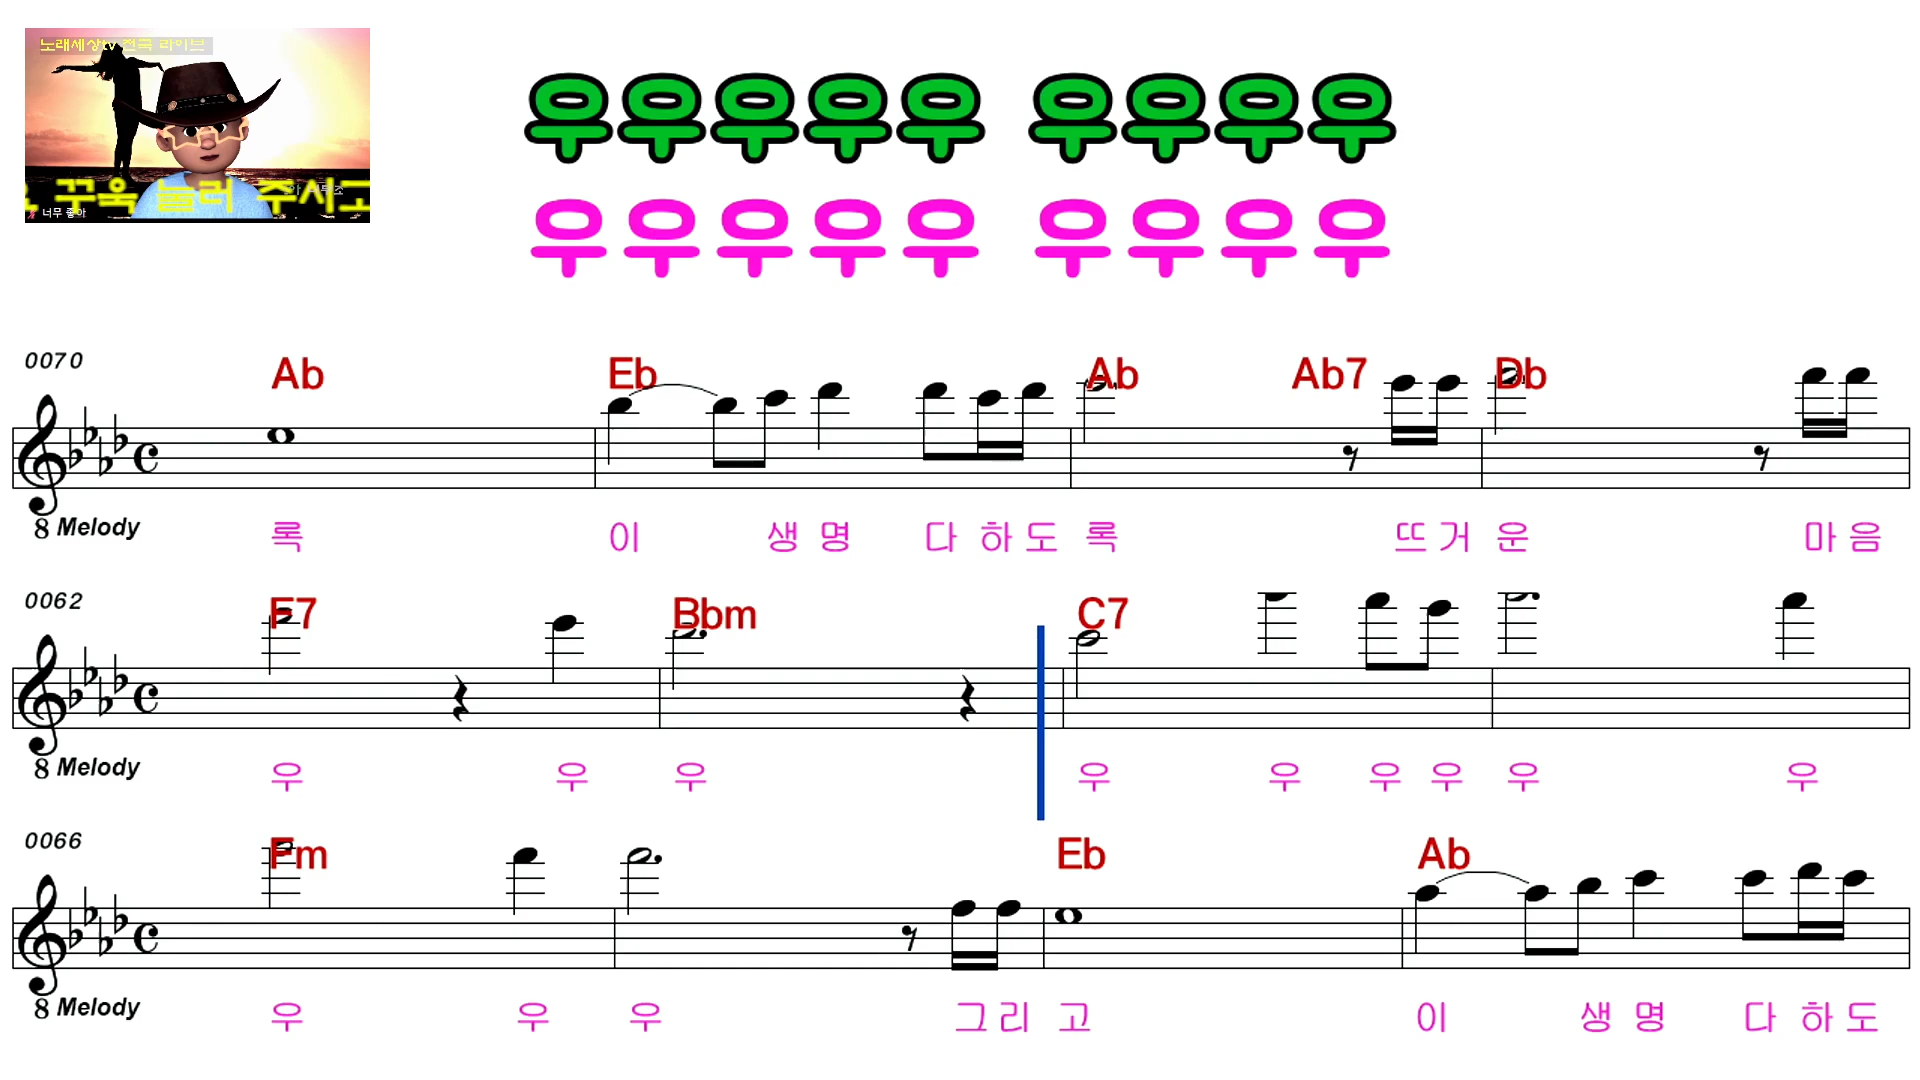 노래세상tv 전국 라이브
꾸욱 눌러 주시고
너무 좋아
우우우우우 우우우우
우우우우우 우우우우
0070
Ab Eb Ab Ab7 Db
8 Melody
록 이 생 명 다 하 도 록 뜨 거 운 마 음
0062
F7 Bbm C7
8 Melody
우 우 우 우 우 우 우 우 우
0066
Fm Eb Ab
8 Melody
우 우 우 그 리 고 이 생 명 다 하 도